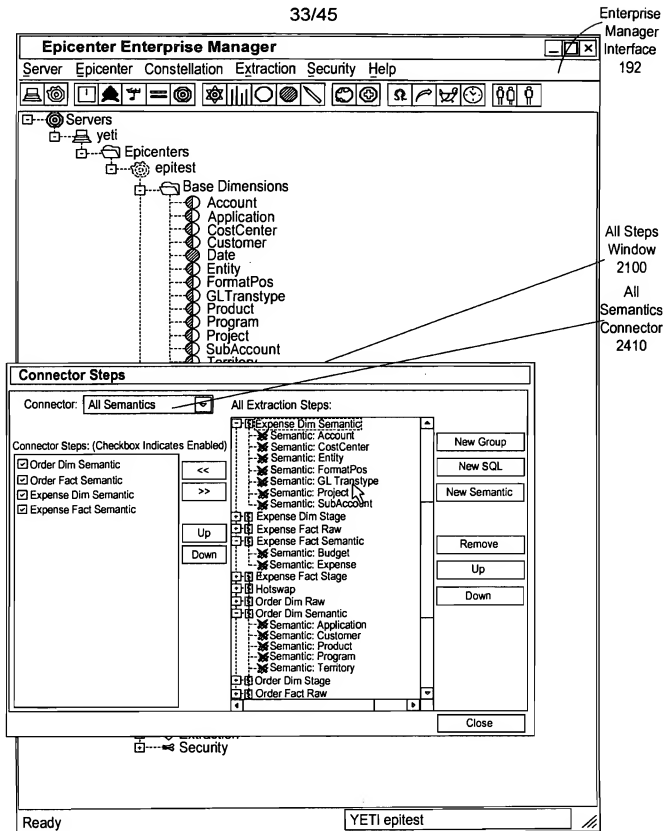 33/45
Enterprise
Manager
Interface
192
Epicenter Enterprise Manager
Server Epicenter Constellation Extraction Security Help
Servers
yeti
Epicenters
epitest
Base Dimensions
Account
Application
CostCenter
Customer
Date
Entity
FormatPos
GLTranstype
Product
Program
Project
SubAccount
Territory
All Steps
Window
2100
All
Semantics
Connector
2410
Connector Steps
Connector: All Semantics
All Extraction Steps:
Connector Steps: (Checkbox Indicates Enabled)
Order Dim Semantic
Order Fact Semantic
Expense Dim Semantic
Expense Fact Semantic
<<
>>
Up
Down
Expense Dim Semantic
Semantic: Account
Semantic: CostCenter
Semantic: Entity
Semantic: FormatPos
Semantic: GL Transtype
Semantic: Project
Semantic: SubAccount
Expense Dim Stage
Expense Fact Raw
Expense Fact Semantic
Semantic: Budget
Semantic: Expense
Expense Fact Stage
Hotswap
Order Dim Raw
Order Dim Semantic
Semantic: Application
Semantic: Customer
Semantic: Product
Semantic: Program
Semantic: Territory
Order Dim Stage
Order Fact Raw
New Group
New SQL
New Semantic
Remove
Up
Down
Close
Extraction
Security
Ready
YETI epitest